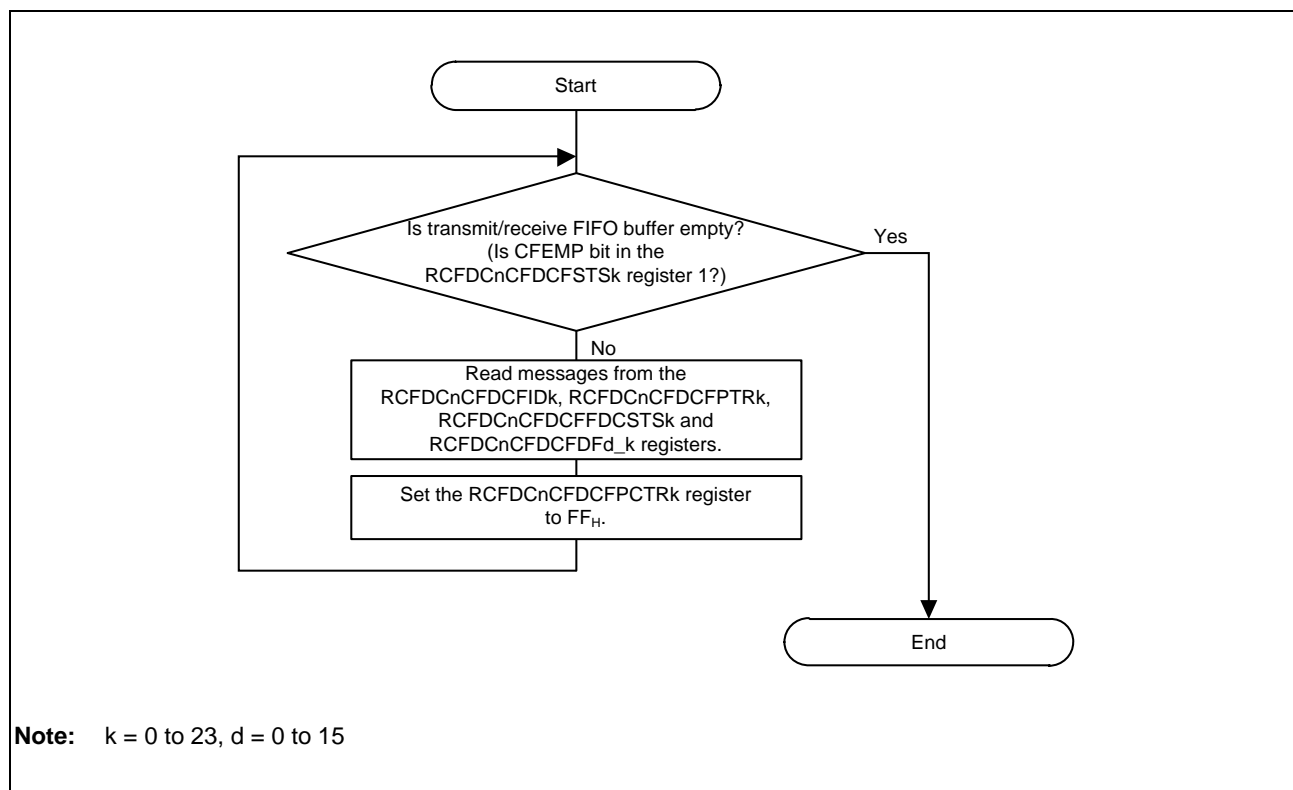 Start
Is transmit/receive FIFO buffer empty?
(Is CFEMP bit in the
RCFDCnCFDCFSTSk register 1?)
Yes
No
Read messages from the
RCFDCnCFDCFIDk, RCFDCnCFDCFPTRk,
RCFDCnCFDCFFDCSTSk and
RCFDCnCFDCFDFd_k registers.
Set the RCFDCnCFDCFPCTRk register
to FFH.
End
Note: k = 0 to 23, d = 0 to 15